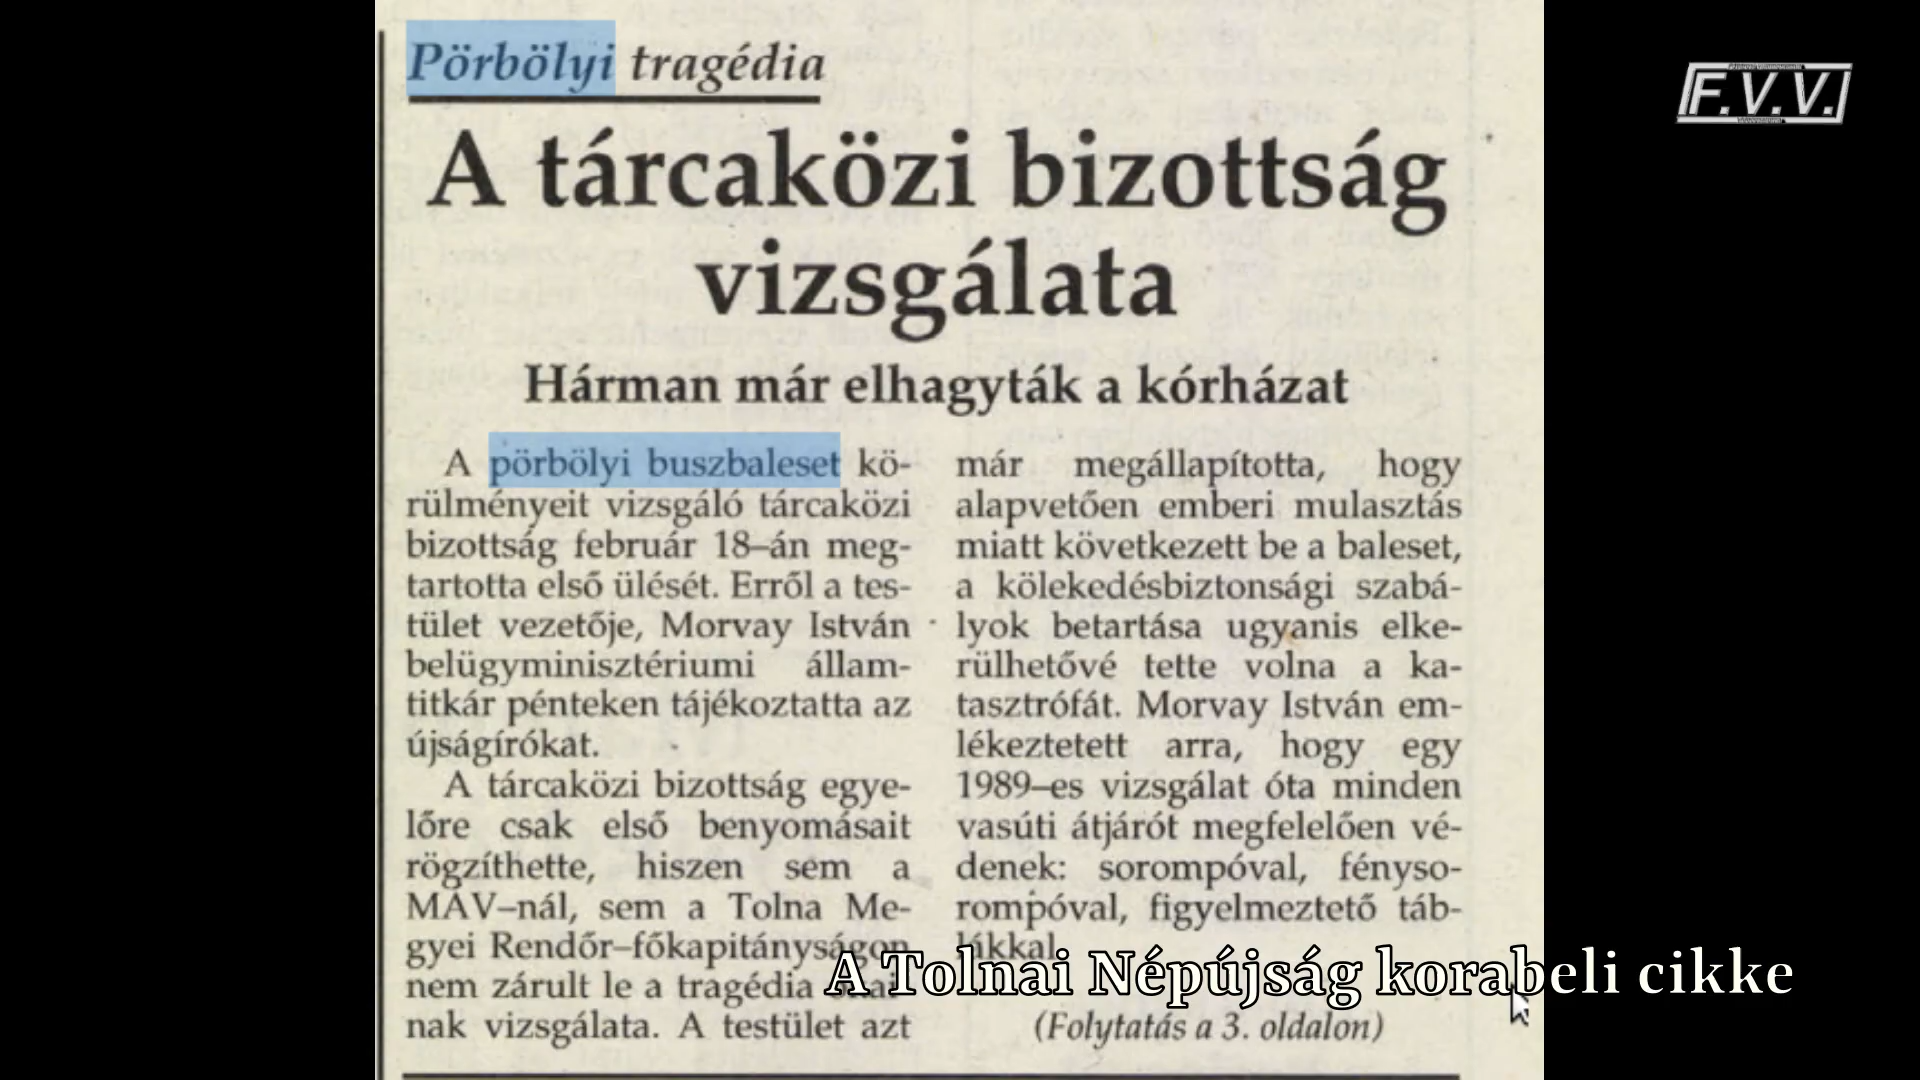 Pörbölyi tragédia
F.V.V.
A tárcaközi bizottság
vizsgálata
Hárman már elhagyták a kórházat
A pörbölyi buszbaleset kö-
rülményeit vizsgáló tárcaközi
bizottság február 18–án meg-
tartotta első ülését. Erről a tes-
tület vezetője, Morvay István
belügyminisztériumi állam-
titkár pénteken tájékoztatta az
újságírókat.
A tárcaközi bizottság egye-
lőre csak első benyomásait
rögzíthette, hiszen sem a
MÁV–nál, sem a Tolna Me-
gyei Rendőr–főkapitányságon
nem zárult le a tragédia okai-
nak vizsgálata. A testület azt
már megállapította, hogy
alapvetően emberi mulasztás
miatt következett be a baleset,
a kölekedésbiztonsági szabá-
lyok betartása ugyanis elke-
rülhetővé tette volna a ka-
tasztrófát. Morvay István em-
lékeztetett arra, hogy egy
1989–es vizsgálat óta minden
vasúti átjárót megfelelően vé-
denek: sorompóval, fényso-
rompóval, figyelmeztető táb-
lákkal.
(Folytatás a 3. oldalon)
A Tolnai Népújság korabeli cikke